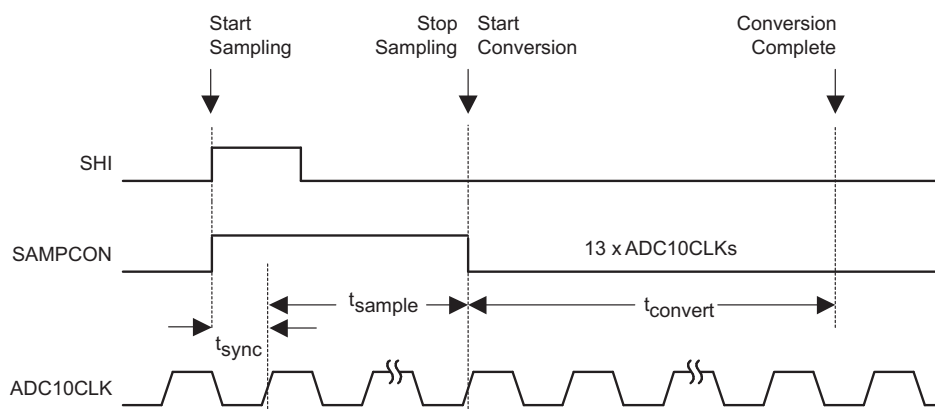 Start
Sampling
Stop
Sampling
Start
Conversion
Conversion
Complete
SHI
SAMPCON
13 x ADC10CLKs
tsample
tconvert
tsync
ADC10CLK